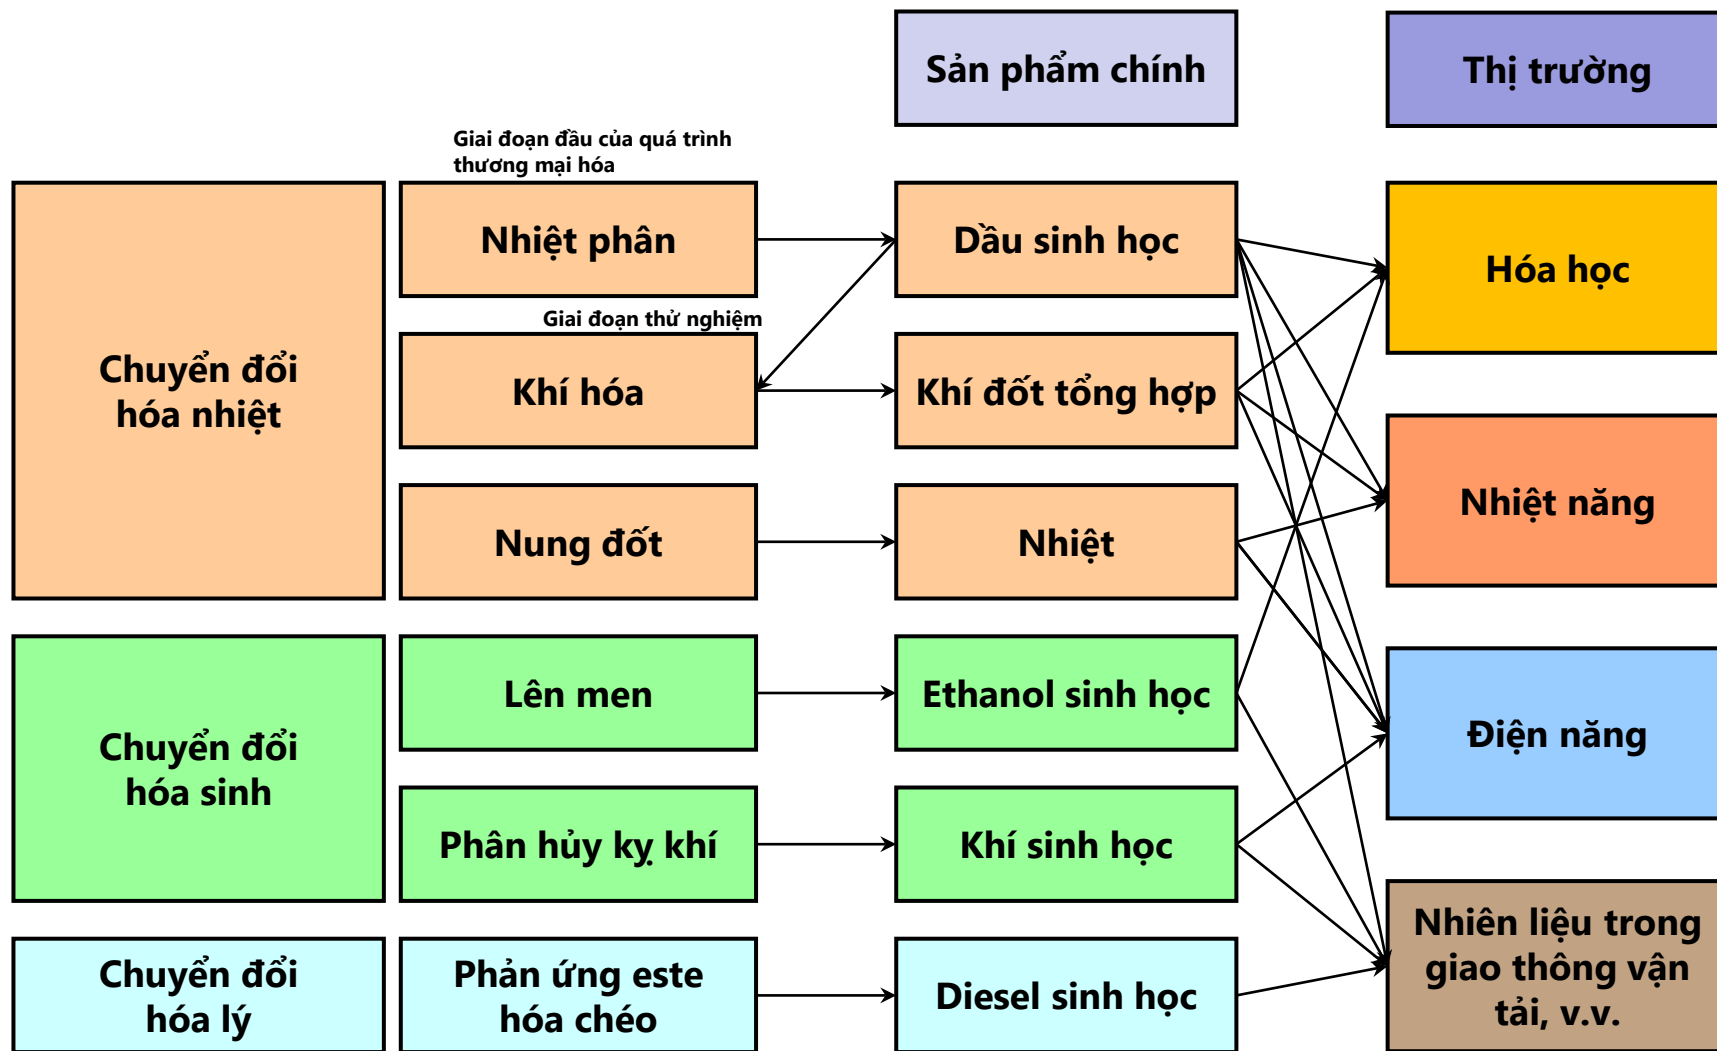 Sản phẩm chính
Thị trường
Giai đoạn đầu của quá trình
thương mại hóa
Chuyển đổi
hóa nhiệt
Nhiệt phân
Dầu sinh học
Hóa học
Giai đoạn thử nghiệm
Khí hóa
Khí đốt tổng hợp
Nhiệt năng
Nung đốt
Nhiệt
Chuyển đổi
hóa sinh
Lên men
Ethanol sinh học
Điện năng
Phân hủy kỵ khí
Khí sinh học
Chuyển đổi
hóa lý
Phản ứng este
hóa chéo
Diesel sinh học
Nhiên liệu trong
giao thông vận
tải, v.v.